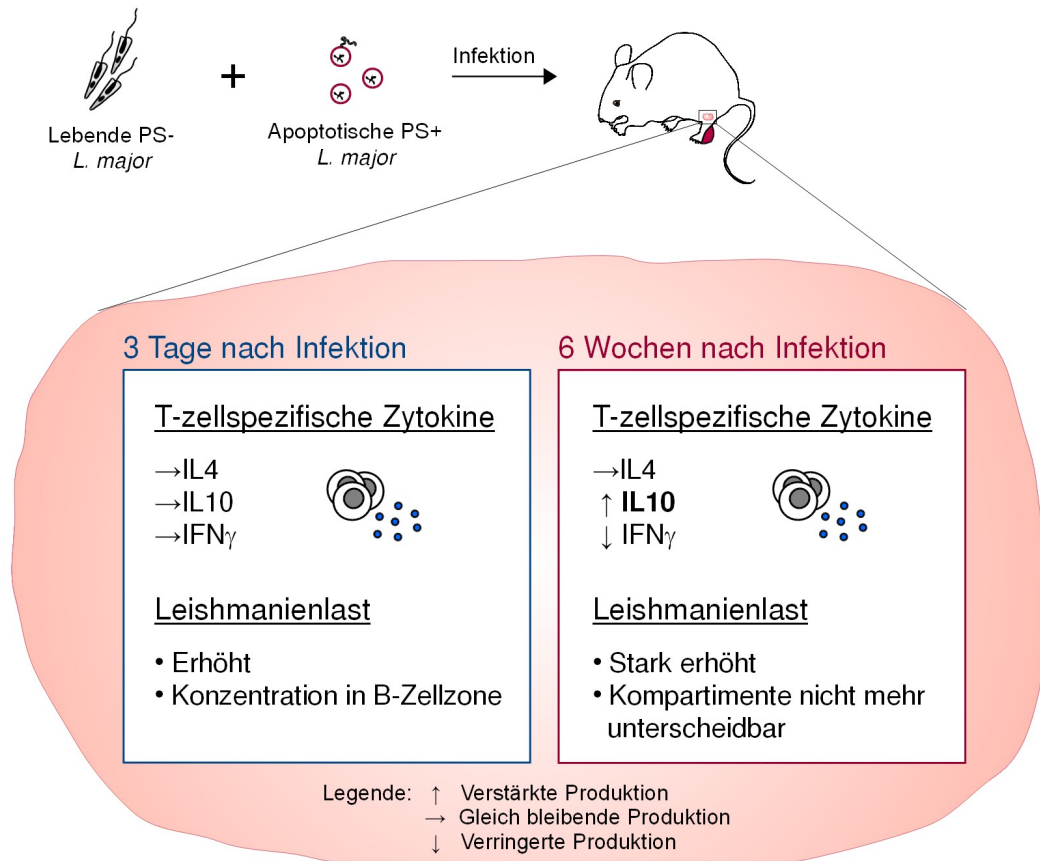 Lebende PS-
L. major
+
Apoptotische PS+
L. major
Infektion
3 Tage nach Infektion
T-zellspezifische Zytokine
→IL4
→IL10
→IFNγ
Leishmanienlast
• Erhöht
• Konzentration in B-Zellzone
6 Wochen nach Infektion
T-zellspezifische Zytokine
→IL4
↑ IL10
↓ IFNγ
Leishmanienlast
• Stark erhöht
• Kompartimente nicht mehr
unterscheidbar
Legende: ↑ Verstärkte Produktion
→ Gleich bleibende Produktion
↓ Verringerte Produktion